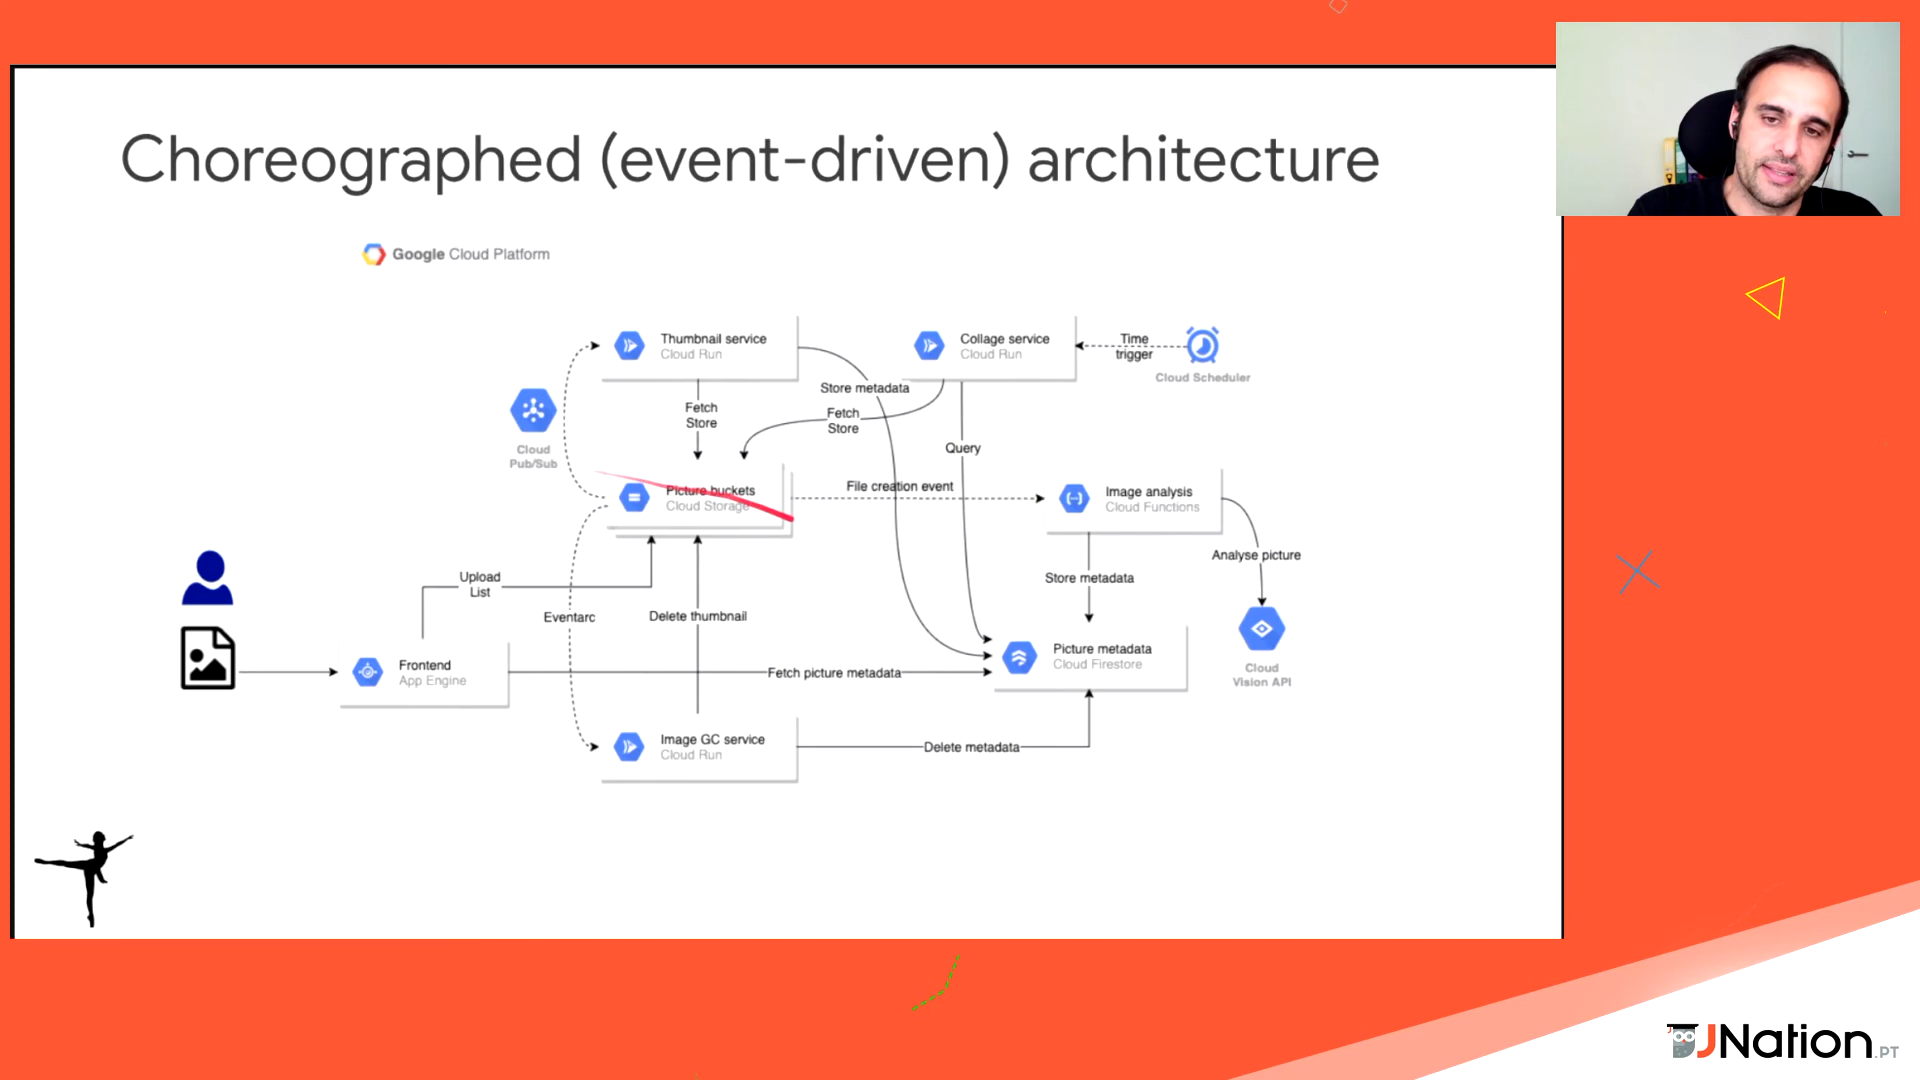 Choreographed (event-driven) architecture
Google Cloud Platform
Thumbnail service
Cloud Run
Collage service
Cloud Run
Time
trigger
Cloud Scheduler
Store metadata
Fetch
Store
Fetch
Store
Cloud
Pub/Sub
Query
Picture buckets
Cloud Storage
File creation event
Image analysis
Cloud Functions
Analyse picture
Upload
List
Store metadata
Eventarc
Delete thumbnail
Frontend
App Engine
Fetch picture metadata
Picture metadata
Cloud Firestore
Cloud
Vision API
Image GC service
Cloud Run
Delete metadata
JNation.PT